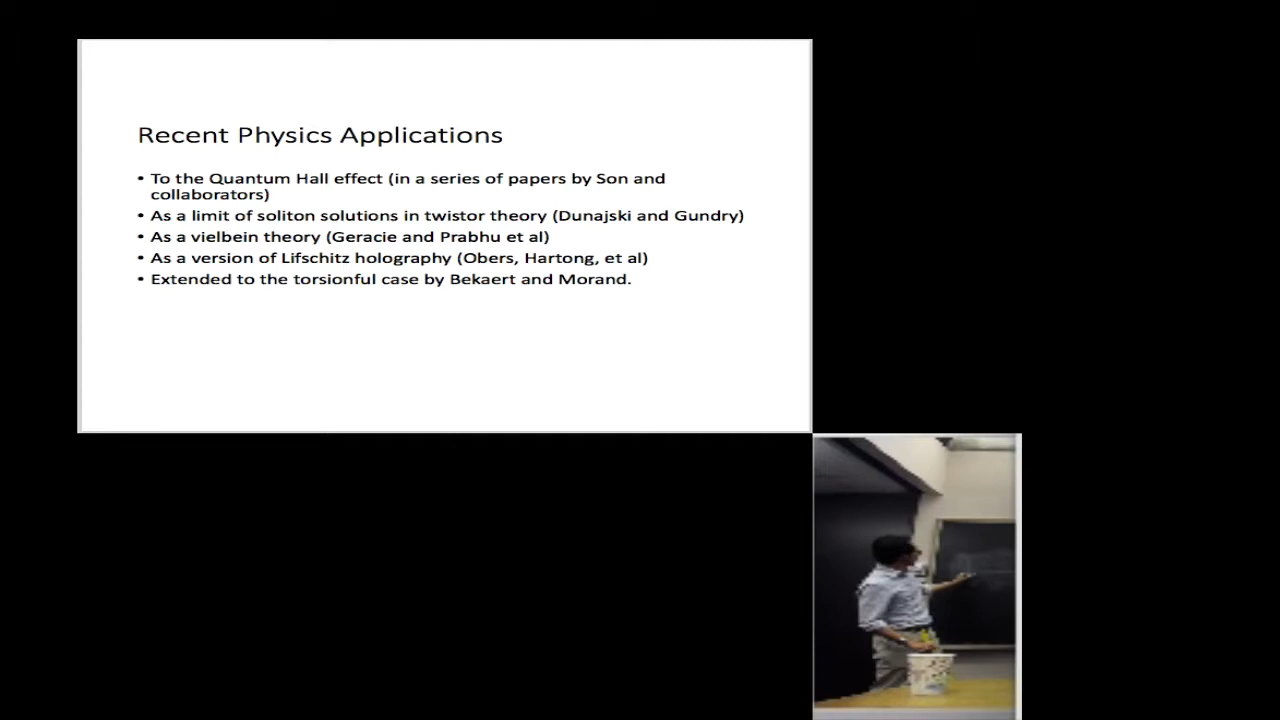 Recent Physics Applications
• To the Quantum Hall effect (in a series of papers by Son and
collaborators)
• As a limit of soliton solutions in twistor theory (Dunajski and Gundry)
• As a vielbein theory (Geracie and Prabhu et al)
• As a version of Lifschitz holography (Obers, Hartong, et al)
• Extended to the torsionful case by Bekaert and Morand.